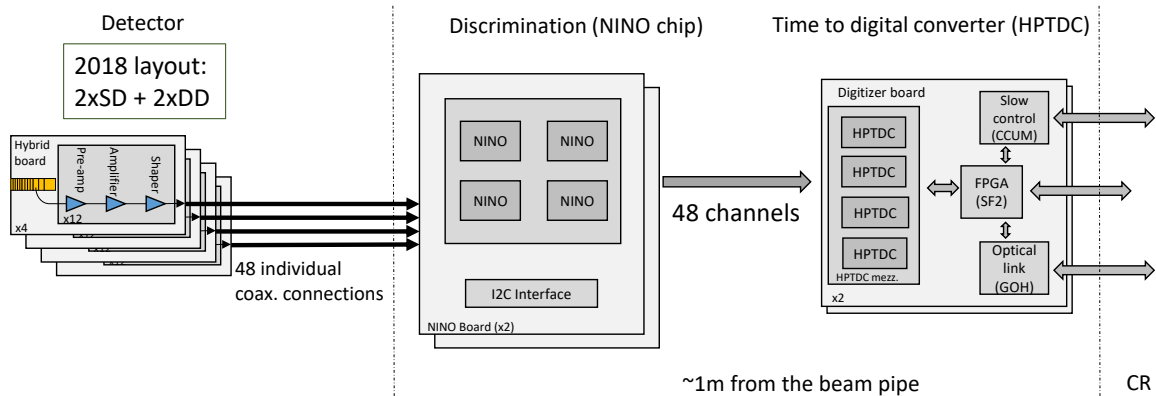 Detector
2018 layout:
2xSD + 2xDD
Hybrid
board
Pre-amp
Amplifier
Shaper
x12
x4
48 individual
coax. connections
Discrimination (NINO chip)
NINO
NINO
NINO
NINO
I2C Interface
NINO Board (x2)
48 channels
Time to digital converter (HPTDC)
Digitizer board
HPTDC
HPTDC
HPTDC
HPTDC
HPTDC mezz.
x2
Slow
control
(CCUM)
FPGA
(SF2)
Optical
link
(GOH)
~1m from the beam pipe
CR